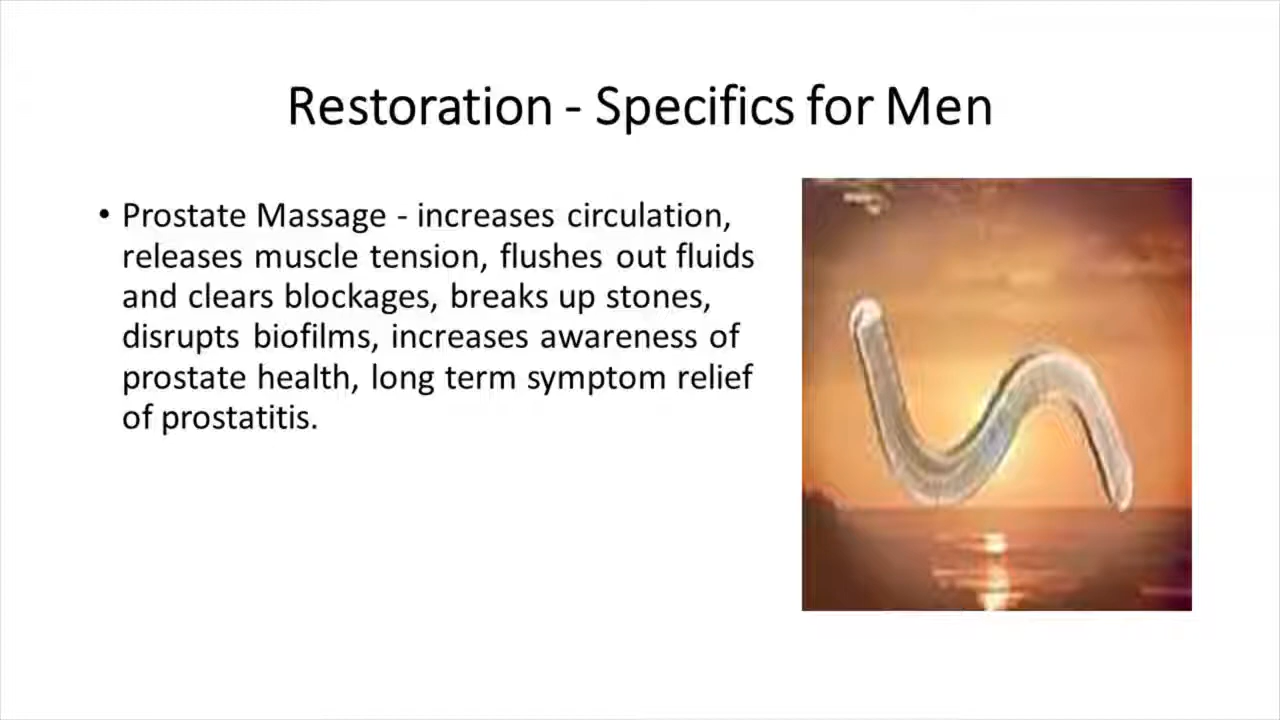 Restoration - Specifics for Men
• Prostate Massage - increases circulation,
releases muscle tension, flushes out fluids
and clears blockages, breaks up stones,
disrupts biofilms, increases awareness of
prostate health, long term symptom relief
of prostatitis.